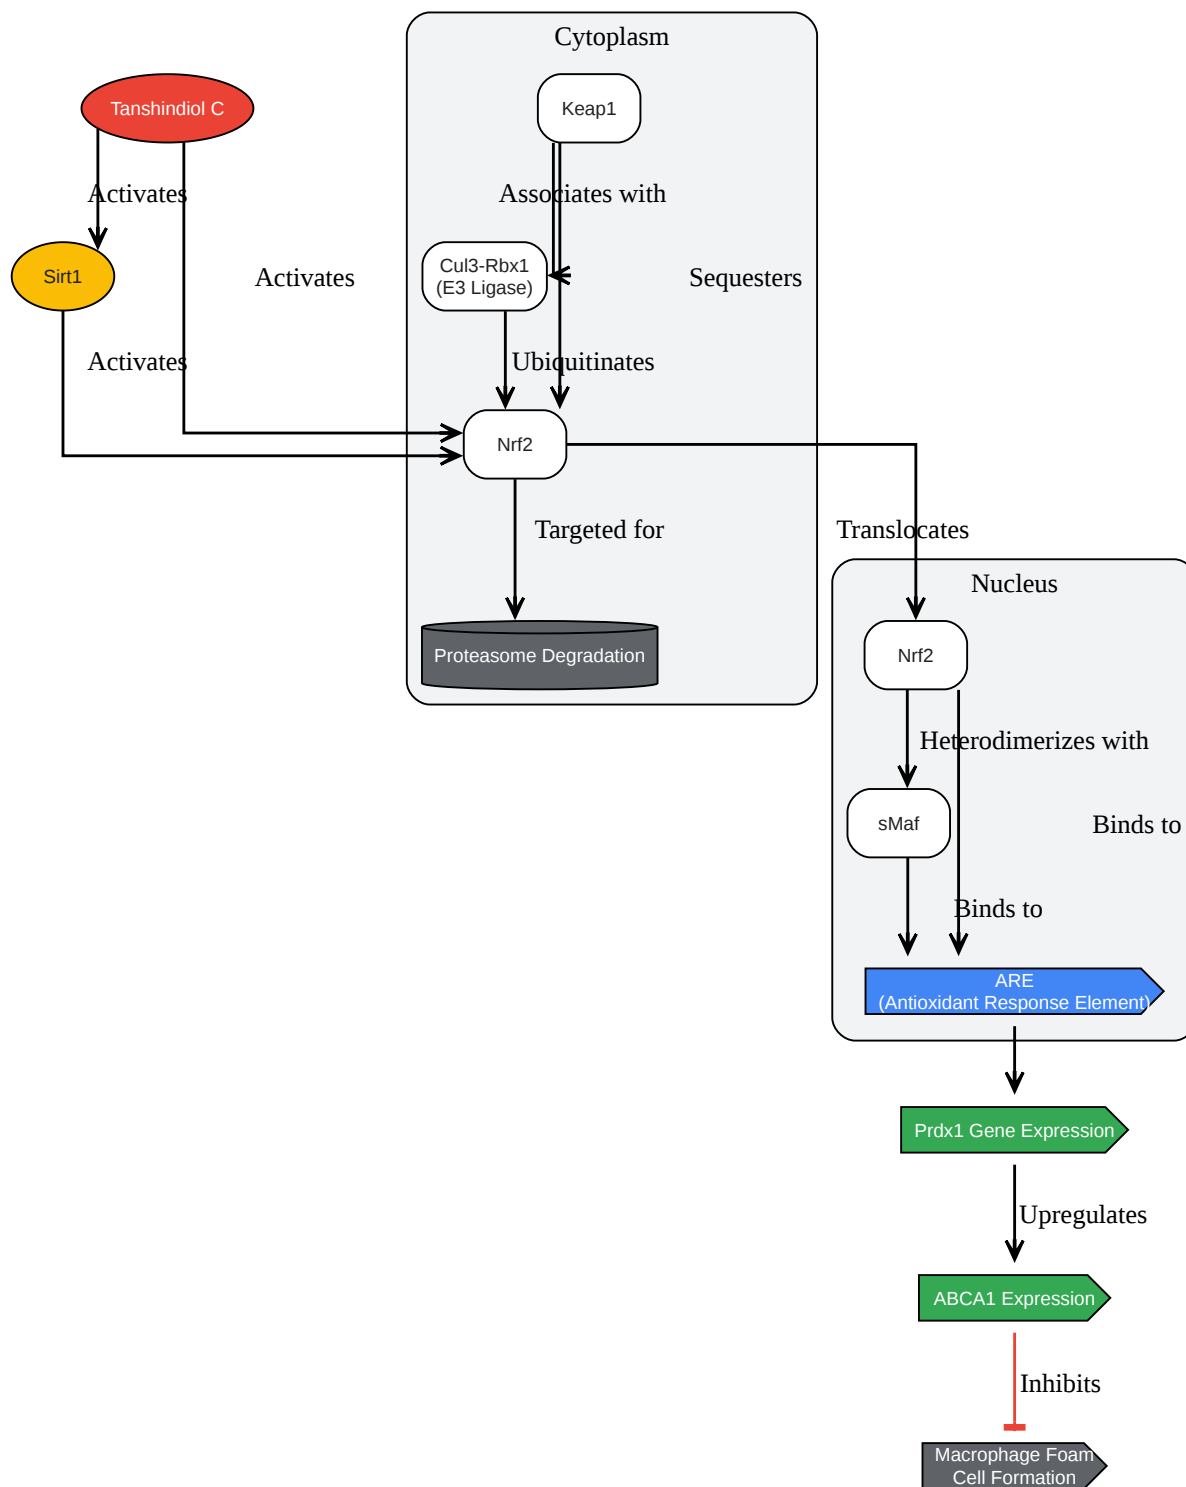 Cytoplasm
Tanshindiol C
Keap1
Activates
Associates with
Sirt1
Activates
Cul3-Rbx1
(E3 Ligase)
Sequesters
Activates
Ubiquitinates
Nrf2
Targeted for
Translocates
Nucleus
Proteasome Degradation
Nrf2
Heterodimerizes with
sMaf
Binds to
Binds to
ARE
(Antioxidant Response Element)
Prdx1 Gene Expression
Upregulates
ABCA1 Expression
Inhibits
Macrophage Foam
Cell Formation